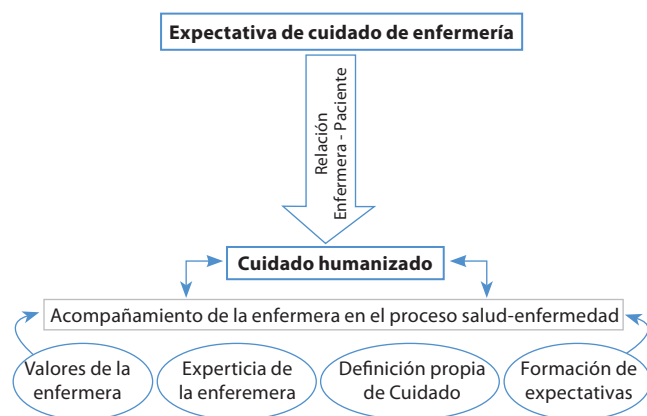 Expectativa de cuidado de enfermería
Relación
Enfermera - Paciente
Cuidado humanizado
Acompañamiento de la enfermera en el proceso salud-enfermedad
Valores de la
enfermera
Experticia de
la enferemera
Definición propia
de Cuidado
Formación de
expectativas